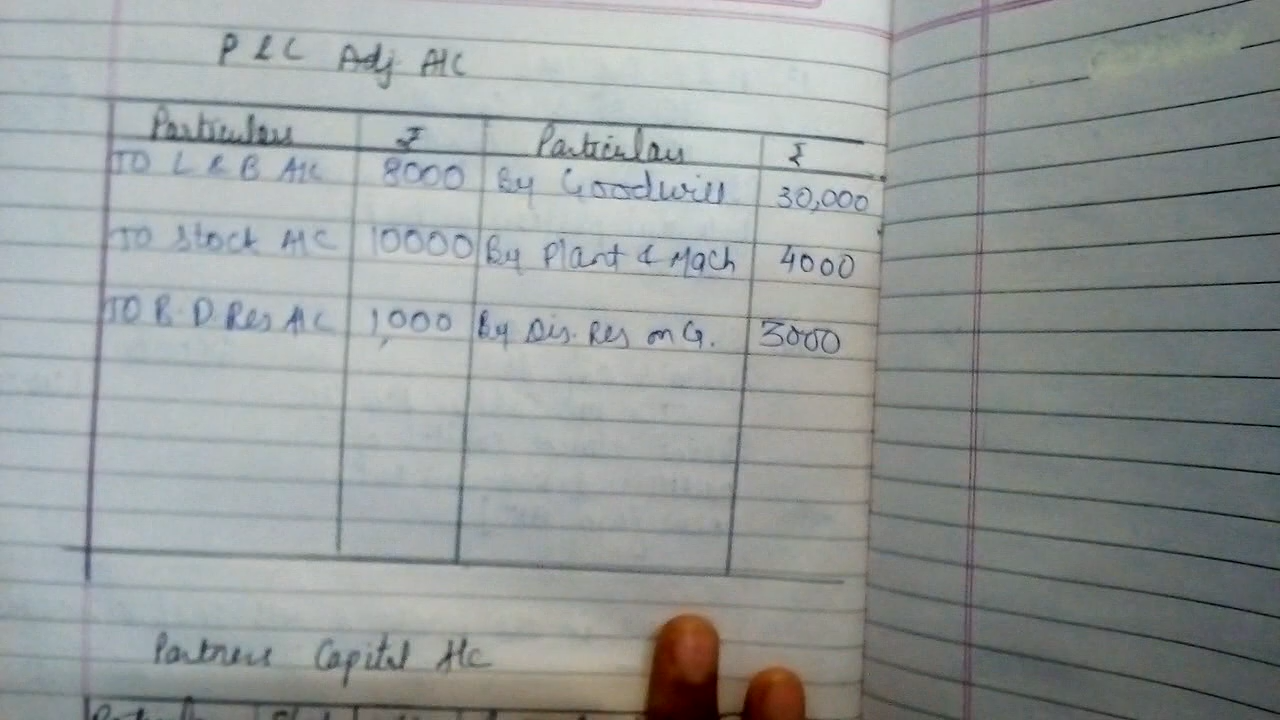 P & L Adj A/C
Particulars ₹ Particulars ₹
TO L & B A/C 8000 By Goodwill 30,000
TO Stock A/C 10000 By Plant & Mach 4000
TO B.D. Res A/C 1,000 By Dis. Res on G. 3000
Partners Capital A/c